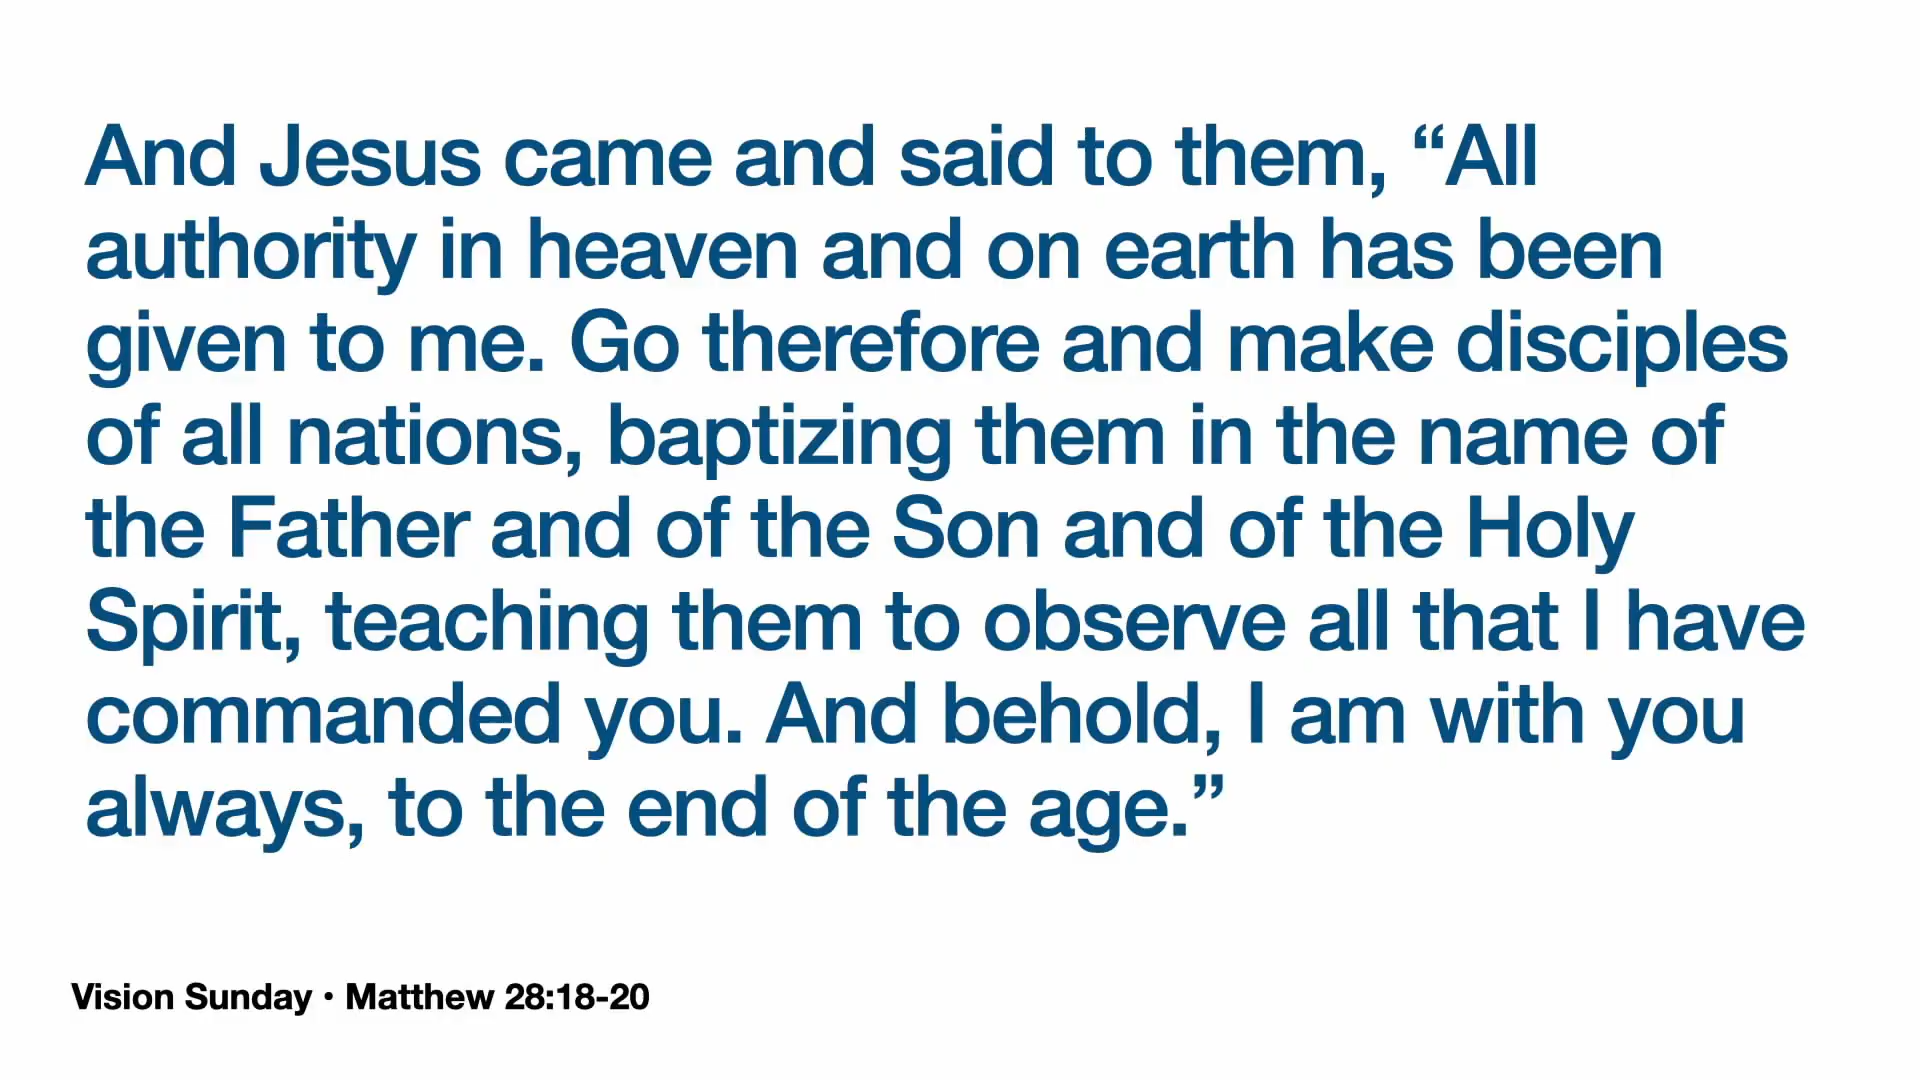 And Jesus came and said to them, “All
authority in heaven and on earth has been
given to me. Go therefore and make disciples
of all nations, baptizing them in the name of
the Father and of the Son and of the Holy
Spirit, teaching them to observe all that I have
commanded you. And behold, I am with you
always, to the end of the age.”
Vision Sunday • Matthew 28:18-20